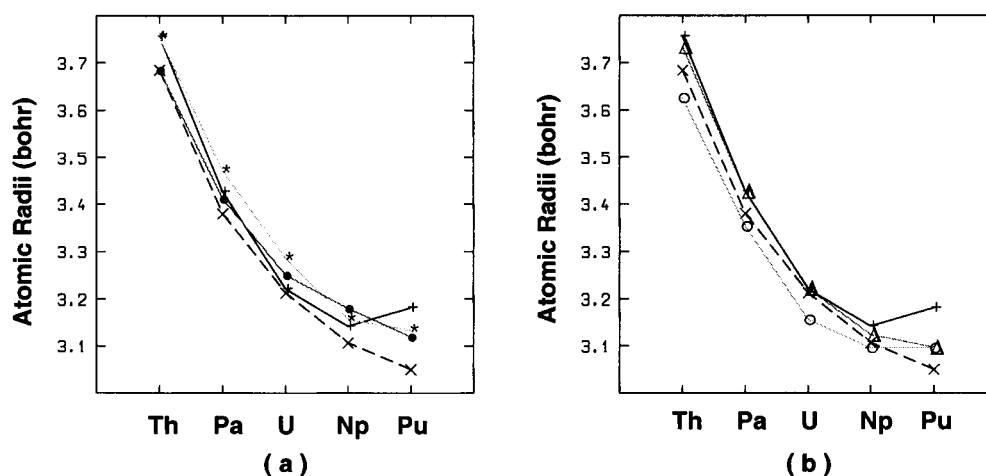 Atomic Radii (bohr)
3.7
3.6
3.5
3.4
3.3
3.2
3.1
Th Pa U Np Pu
( a )
Atomic Radii (bohr)
3.7
3.6
3.5
3.4
3.3
3.2
3.1
Th Pa U Np Pu
( b )